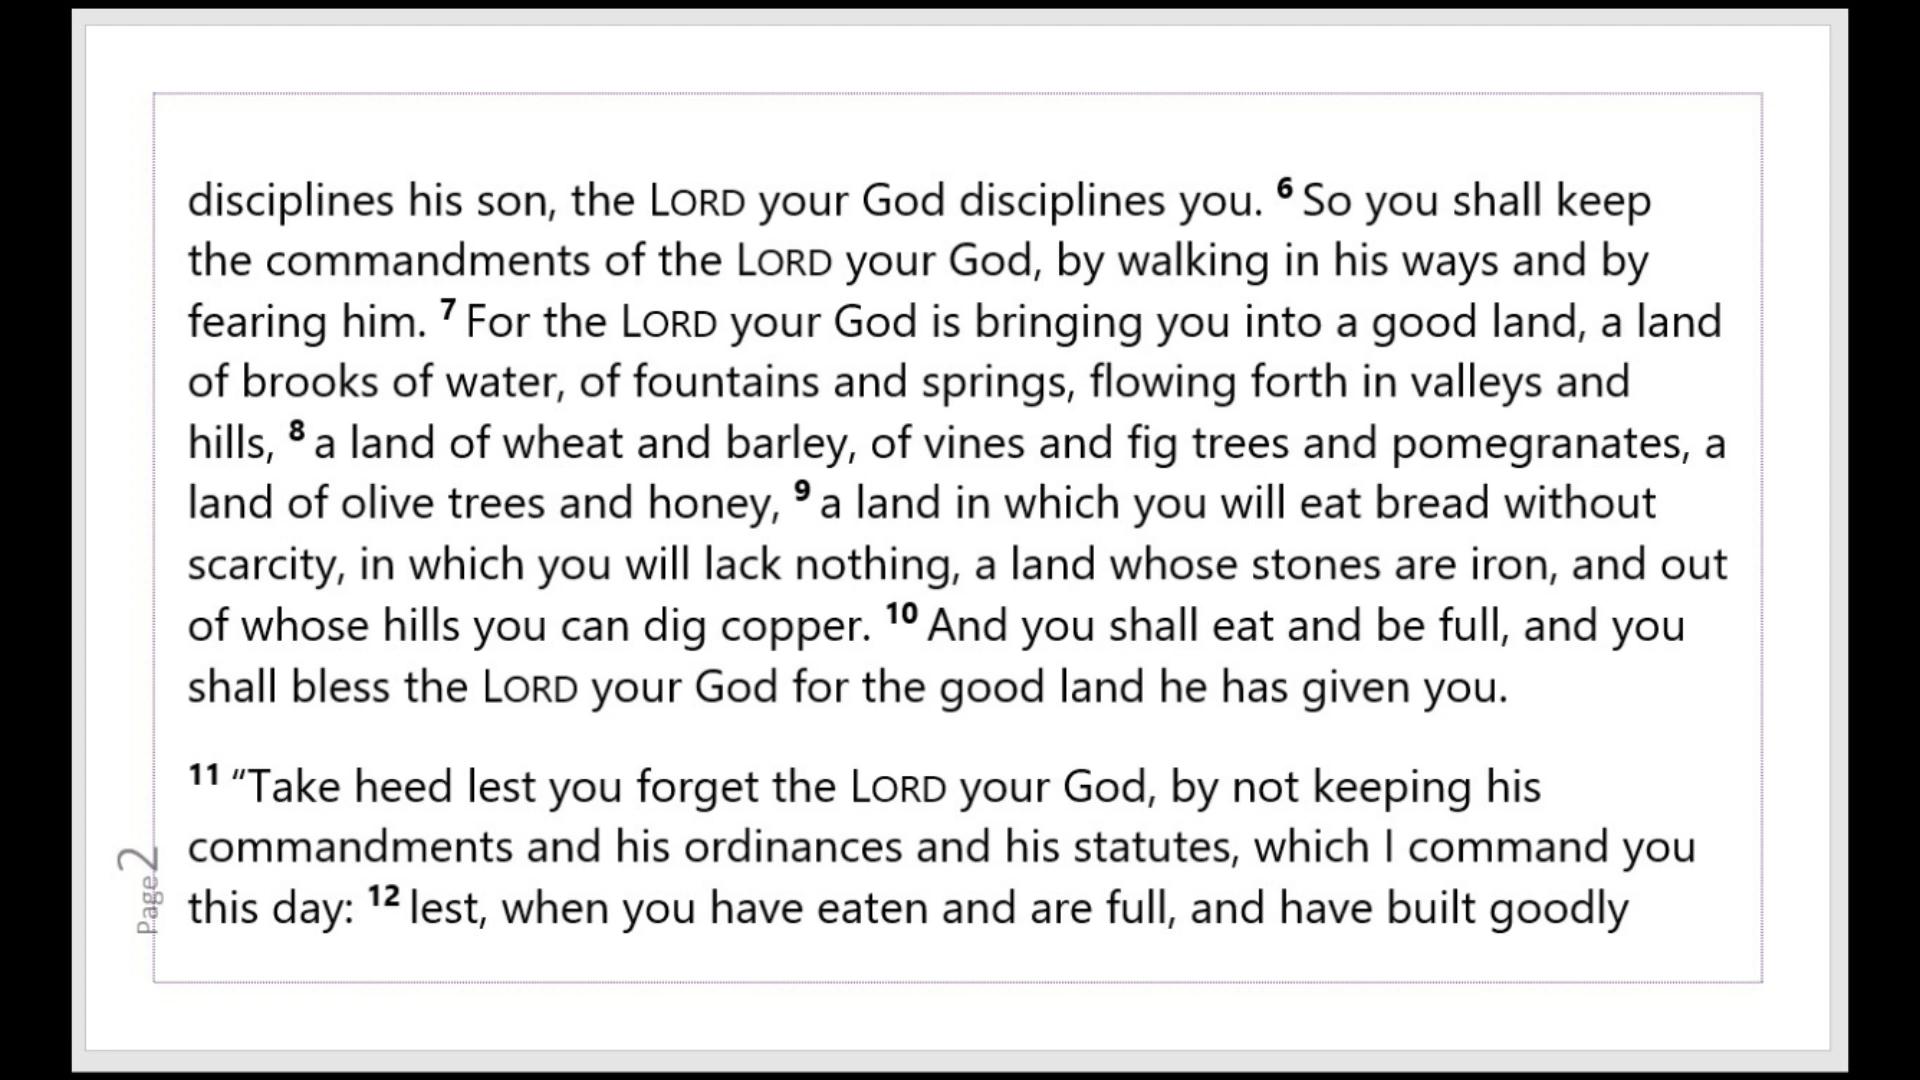 disciplines his son, the LORD your God disciplines you. 6 So you shall keep
the commandments of the LORD your God, by walking in his ways and by
fearing him. 7 For the LORD your God is bringing you into a good land, a land
of brooks of water, of fountains and springs, flowing forth in valleys and
hills, 8 a land of wheat and barley, of vines and fig trees and pomegranates, a
land of olive trees and honey, 9 a land in which you will eat bread without
scarcity, in which you will lack nothing, a land whose stones are iron, and out
of whose hills you can dig copper. 10 And you shall eat and be full, and you
shall bless the LORD your God for the good land he has given you.
11 “Take heed lest you forget the LORD your God, by not keeping his
commandments and his ordinances and his statutes, which I command you
this day: 12 lest, when you have eaten and are full, and have built goodly
Page 2